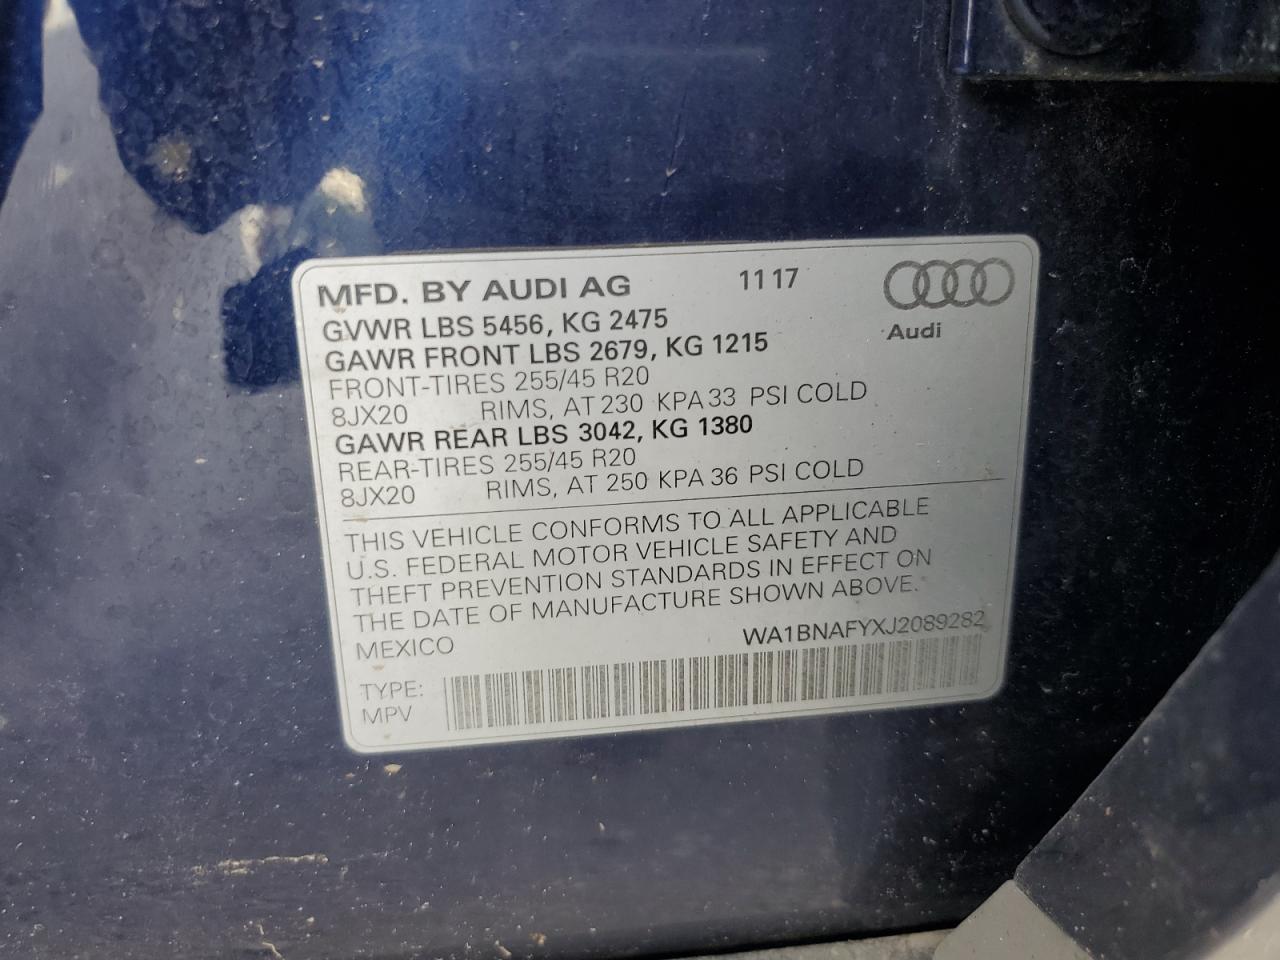 MFD. BY AUDI AG 11 17
Audi
GVWR LBS 5456, KG 2475
GAWR FRONT LBS 2679, KG 1215
FRONT-TIRES 255/45 R20
8JX20 RIMS, AT 230 KPA 33 PSI COLD
GAWR REAR LBS 3042, KG 1380
REAR-TIRES 255/45 R20
8JX20 RIMS, AT 250 KPA 36 PSI COLD
THIS VEHICLE CONFORMS TO ALL APPLICABLE
U.S. FEDERAL MOTOR VEHICLE SAFETY AND
THEFT PREVENTION STANDARDS IN EFFECT ON
THE DATE OF MANUFACTURE SHOWN ABOVE.
MEXICO WA1BNAFYXJ2089282
TYPE:
MPV